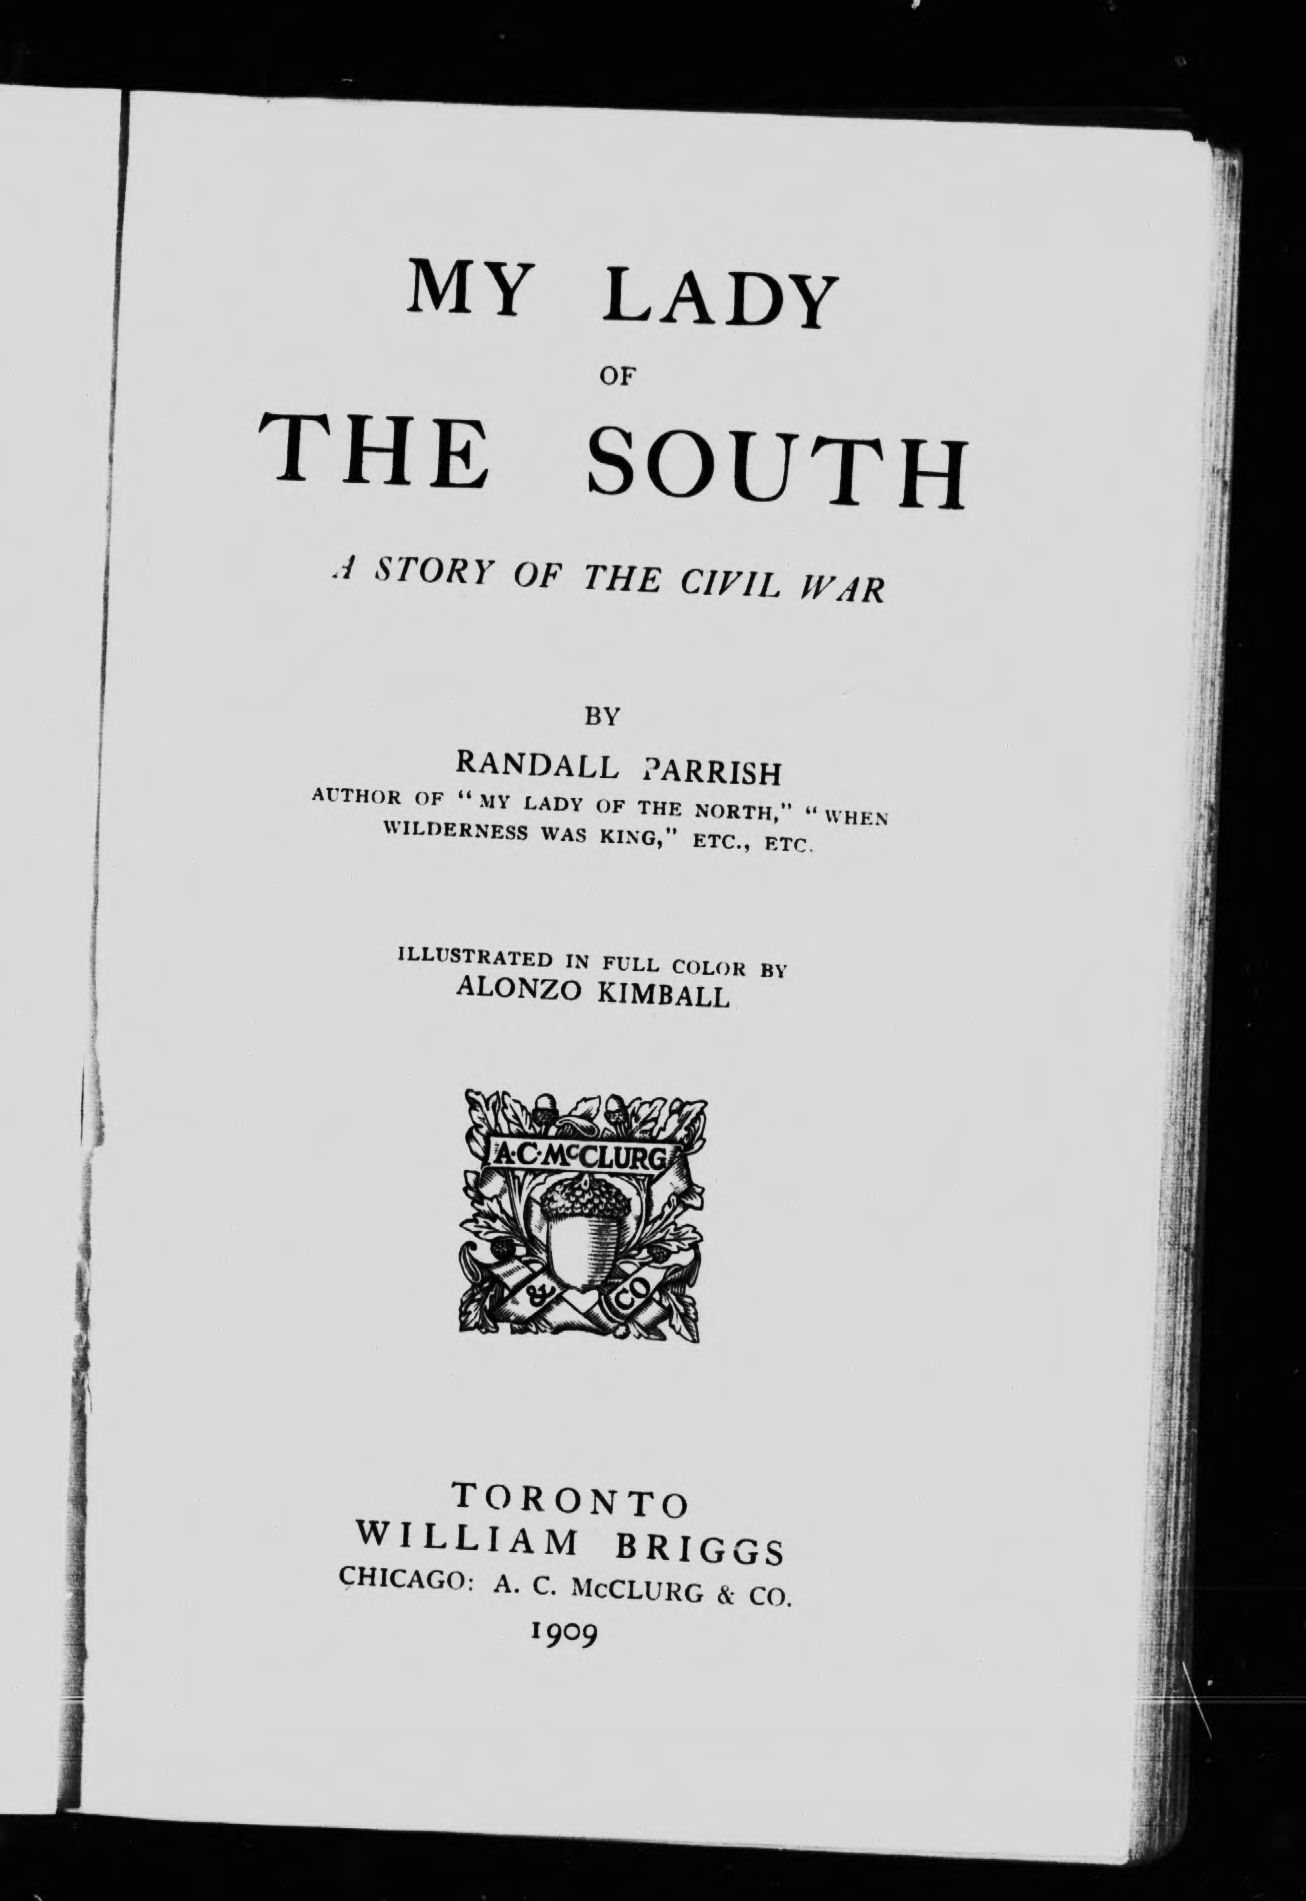 MY LADY
OF
THE SOUTH
A STORY OF THE CIVIL WAR
BY
RANDALL PARRISH
AUTHOR OF “MY LADY OF THE NORTH,” “WHEN
WILDERNESS WAS KING,” ETC., ETC.
ILLUSTRATED IN FULL COLOR BY
ALONZO KIMBALL
A·C·McCLURG
& CO
TORONTO
WILLIAM BRIGGS
CHICAGO: A. C. McCLURG & CO.
1909